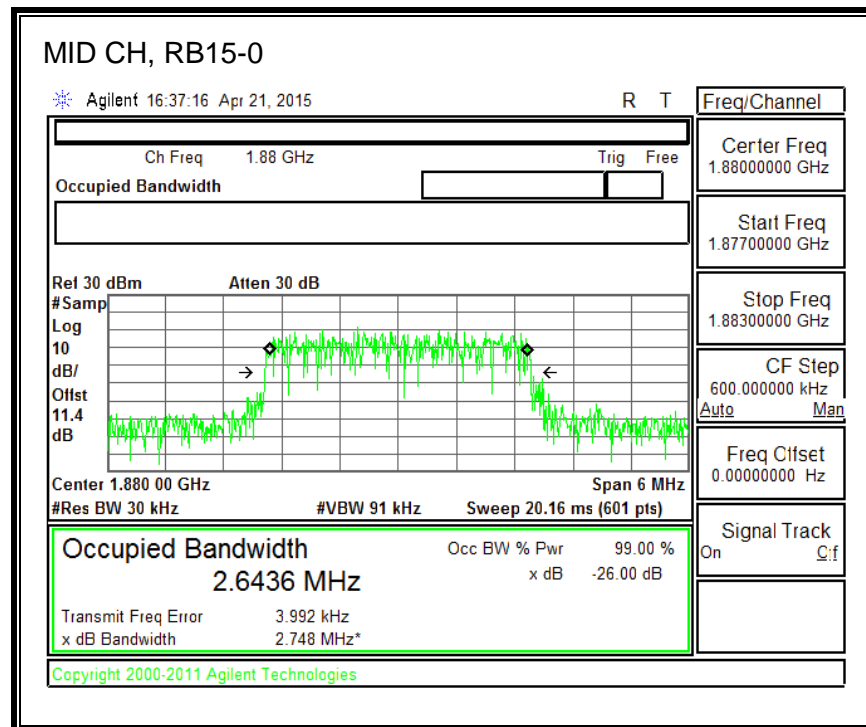 MID CH, RB15-0
Agilent 16:37:16 Apr 21, 2015 R T
Freq/Channel
Ch Freq 1.88 GHz Trig Free
Occupied Bandwidth
Center Freq
1.88000000 GHz
Start Freq
1.87700000 GHz
Stop Freq
1.88300000 GHz
CF Step
600.000000 kHz
Auto Man
Freq Offset
0.00000000 Hz
Signal Track
On Off
Ref 30 dBm Atten 30 dB
#Samp
Log
10
dB/
Offst
11.4
dB
Center 1.880 00 GHz Span 6 MHz
#Res BW 30 kHz #VBW 91 kHz Sweep 20.16 ms (601 pts)
Occupied Bandwidth Occ BW % Pwr 99.00 %
2.6436 MHz x dB -26.00 dB
Transmit Freq Error 3.992 kHz
x dB Bandwidth 2.748 MHz*
Copyright 2000-2011 Agilent Technologies